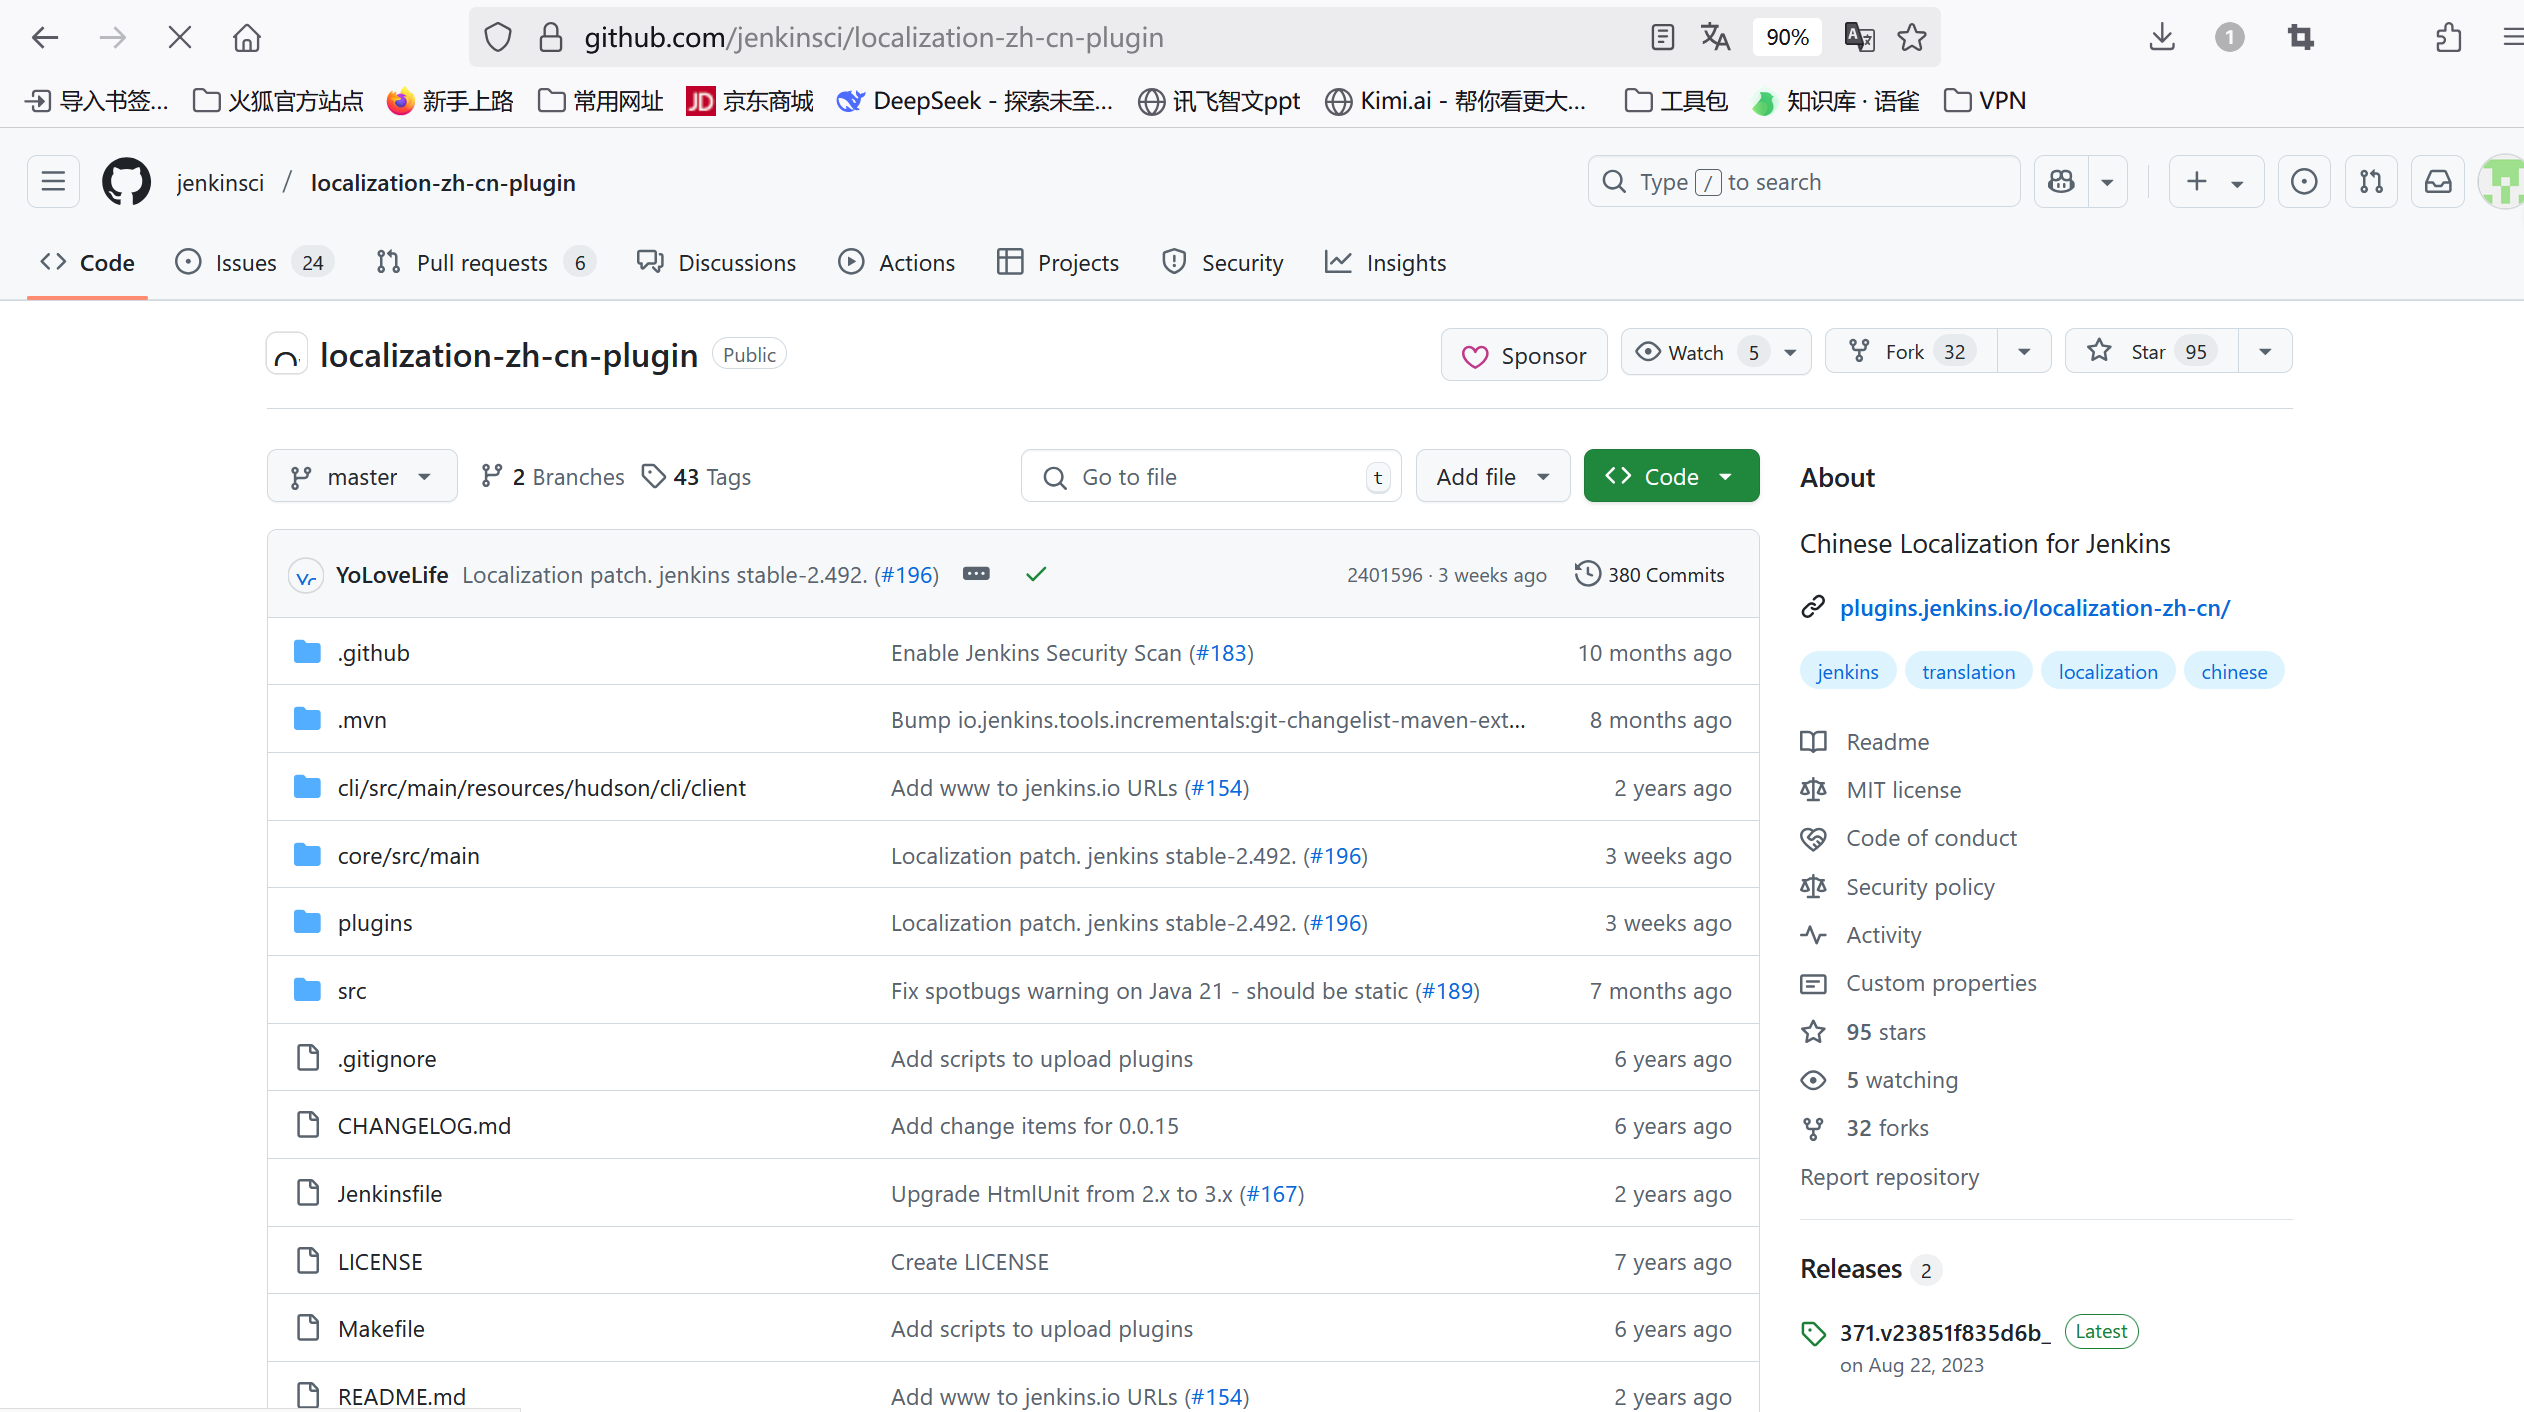 github.com/jenkinsci/localization-zh-cn-plugin 90% 1
导入书签... 火狐官方站点 新手上路 常用网址 JD 京东商城 DeepSeek - 探索未至... 讯飞智文ppt Kimi.ai - 帮你看更大... 工具包 知识库 · 语雀 VPN
jenkinsci / localization-zh-cn-plugin Type / to search
Code Issues 24 Pull requests 6 Discussions Actions Projects Security Insights
localization-zh-cn-plugin Public Sponsor Watch 5 Fork 32 Star 95
master 2 Branches 43 Tags Go to file t Add file Code
YoLoveLife Localization patch. jenkins stable-2.492. (#196) 2401596 · 3 weeks ago 380 Commits
.github Enable Jenkins Security Scan (#183) 10 months ago
.mvn Bump io.jenkins.tools.incrementals:git-changelist-maven-ext... 8 months ago
cli/src/main/resources/hudson/cli/client Add www to jenkins.io URLs (#154) 2 years ago
core/src/main Localization patch. jenkins stable-2.492. (#196) 3 weeks ago
plugins Localization patch. jenkins stable-2.492. (#196) 3 weeks ago
src Fix spotbugs warning on Java 21 - should be static (#189) 7 months ago
.gitignore Add scripts to upload plugins 6 years ago
CHANGELOG.md Add change items for 0.0.15 6 years ago
Jenkinsfile Upgrade HtmlUnit from 2.x to 3.x (#167) 2 years ago
LICENSE Create LICENSE 7 years ago
Makefile Add scripts to upload plugins 6 years ago
README.md Add www to jenkins.io URLs (#154) 2 years ago
About
Chinese Localization for Jenkins
plugins.jenkins.io/localization-zh-cn/
jenkins translation localization chinese
Readme
MIT license
Code of conduct
Security policy
Activity
Custom properties
95 stars
5 watching
32 forks
Report repository
Releases 2
371.v23851f835d6b_ Latest
on Aug 22, 2023